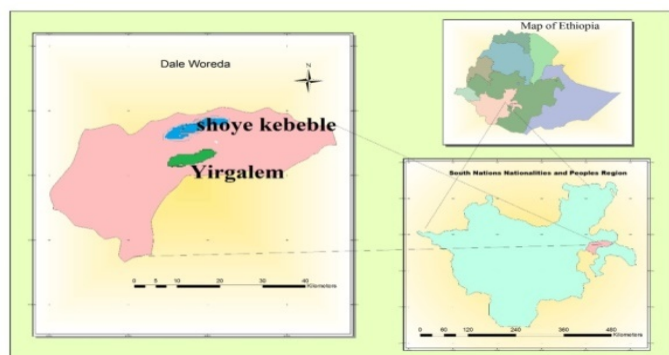 Dale Woreda
N
shoye kebeble
Yirgalem
0 5 10 20 30 40
Kilometers
Map of Ethiopia
South Nations Nationalities and Peoples Region
0 60 120 240 360 480
Kilometers